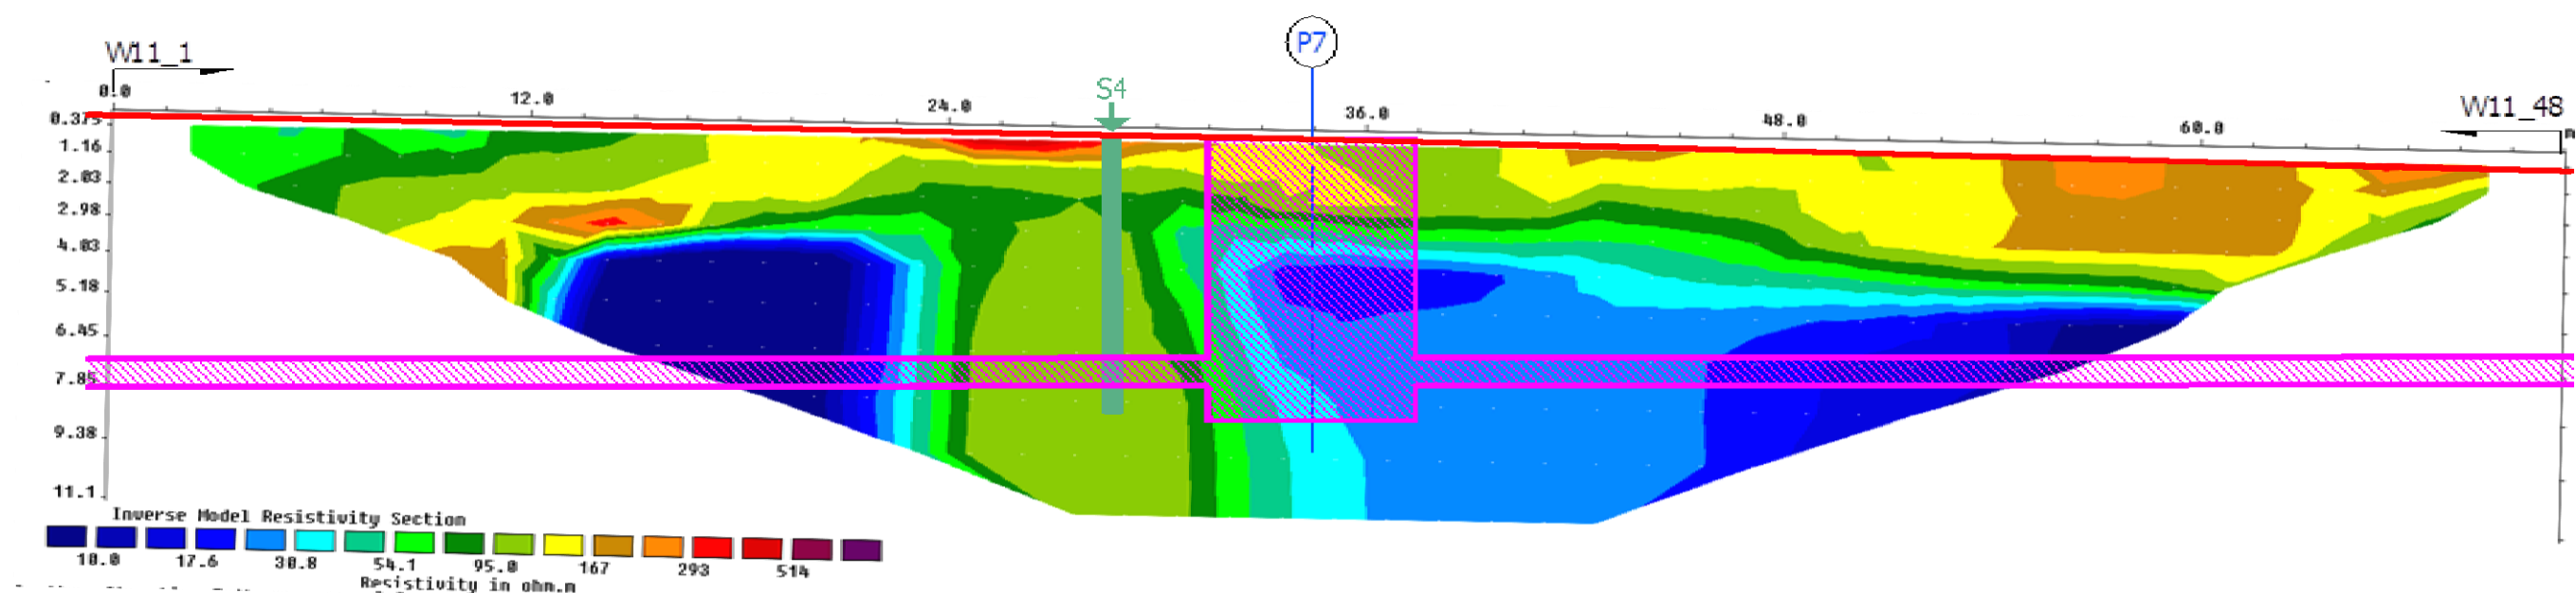 P7
W11_1
S4
W11_48
0.0
12.0
24.0
36.0
48.0
60.0
m
0.375
1.16
2.03
2.98
4.03
5.18
6.45
7.85
9.38
11.1
Inverse Model Resistivity Section
10.0 17.6 30.8 54.1 95.0 167 293 514
Resistivity in ohm.m